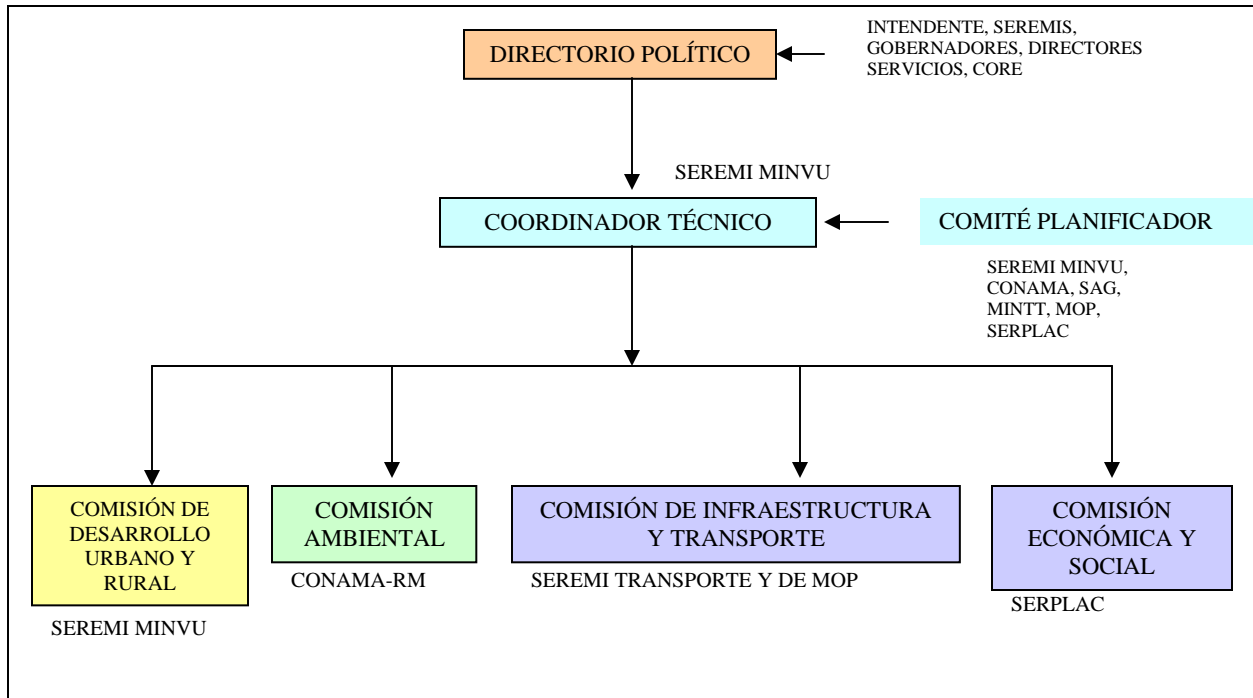 DIRECTORIO POLÍTICO
INTENDENTE, SEREMIS,
GOBERNADORES, DIRECTORES
SERVICIOS, CORE
SEREMI MINVU
COORDINADOR TÉCNICO
COMITÉ PLANIFICADOR
SEREMI MINVU,
CONAMA, SAG,
MINTT, MOP,
SERPLAC
COMISIÓN DE
DESARROLLO
URBANO Y
RURAL
SEREMI MINVU
COMISIÓN
AMBIENTAL
CONAMA-RM
COMISIÓN DE INFRAESTRUCTURA
Y TRANSPORTE
SEREMI TRANSPORTE Y DE MOP
COMISIÓN
ECONÓMICA Y
SOCIAL
SERPLAC